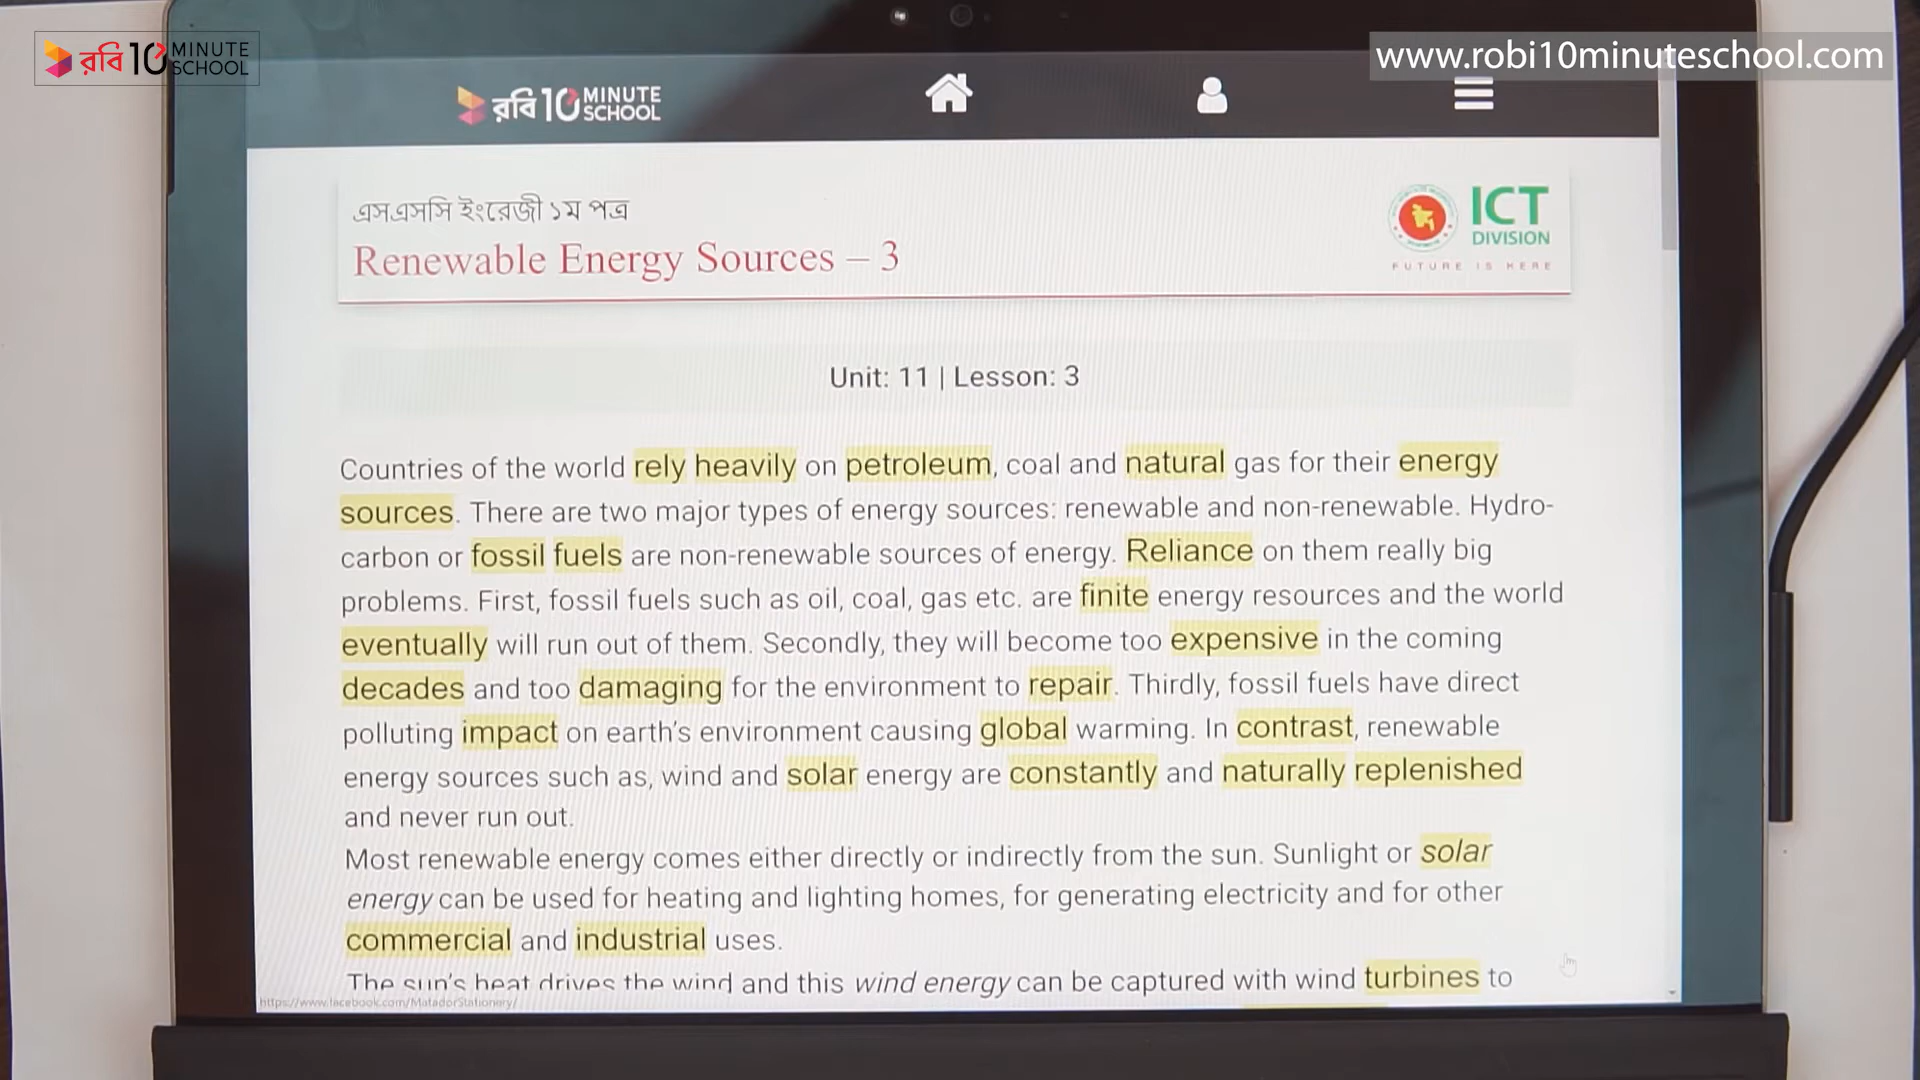 রবি 10 MINUTE SCHOOL
www.robi10minuteschool.com
রবি 10 MINUTE SCHOOL
এসএসসি ইংরেজী ১ম পত্র
Renewable Energy Sources – 3
ICT
DIVISION
FUTURE IS HERE
Unit: 11 | Lesson: 3
Countries of the world rely heavily on petroleum, coal and natural gas for their energy
sources. There are two major types of energy sources: renewable and non-renewable. Hydro-
carbon or fossil fuels are non-renewable sources of energy. Reliance on them really big
problems. First, fossil fuels such as oil, coal, gas etc. are finite energy resources and the world
eventually will run out of them. Secondly, they will become too expensive in the coming
decades and too damaging for the environment to repair. Thirdly, fossil fuels have direct
polluting impact on earth's environment causing global warming. In contrast, renewable
energy sources such as, wind and solar energy are constantly and naturally replenished
and never run out.
Most renewable energy comes either directly or indirectly from the sun. Sunlight or solar
energy can be used for heating and lighting homes, for generating electricity and for other
commercial and industrial uses.
The sun's heat drives the wind and this wind energy can be captured with wind turbines to
https://www.facebook.com/MatadorStationery/